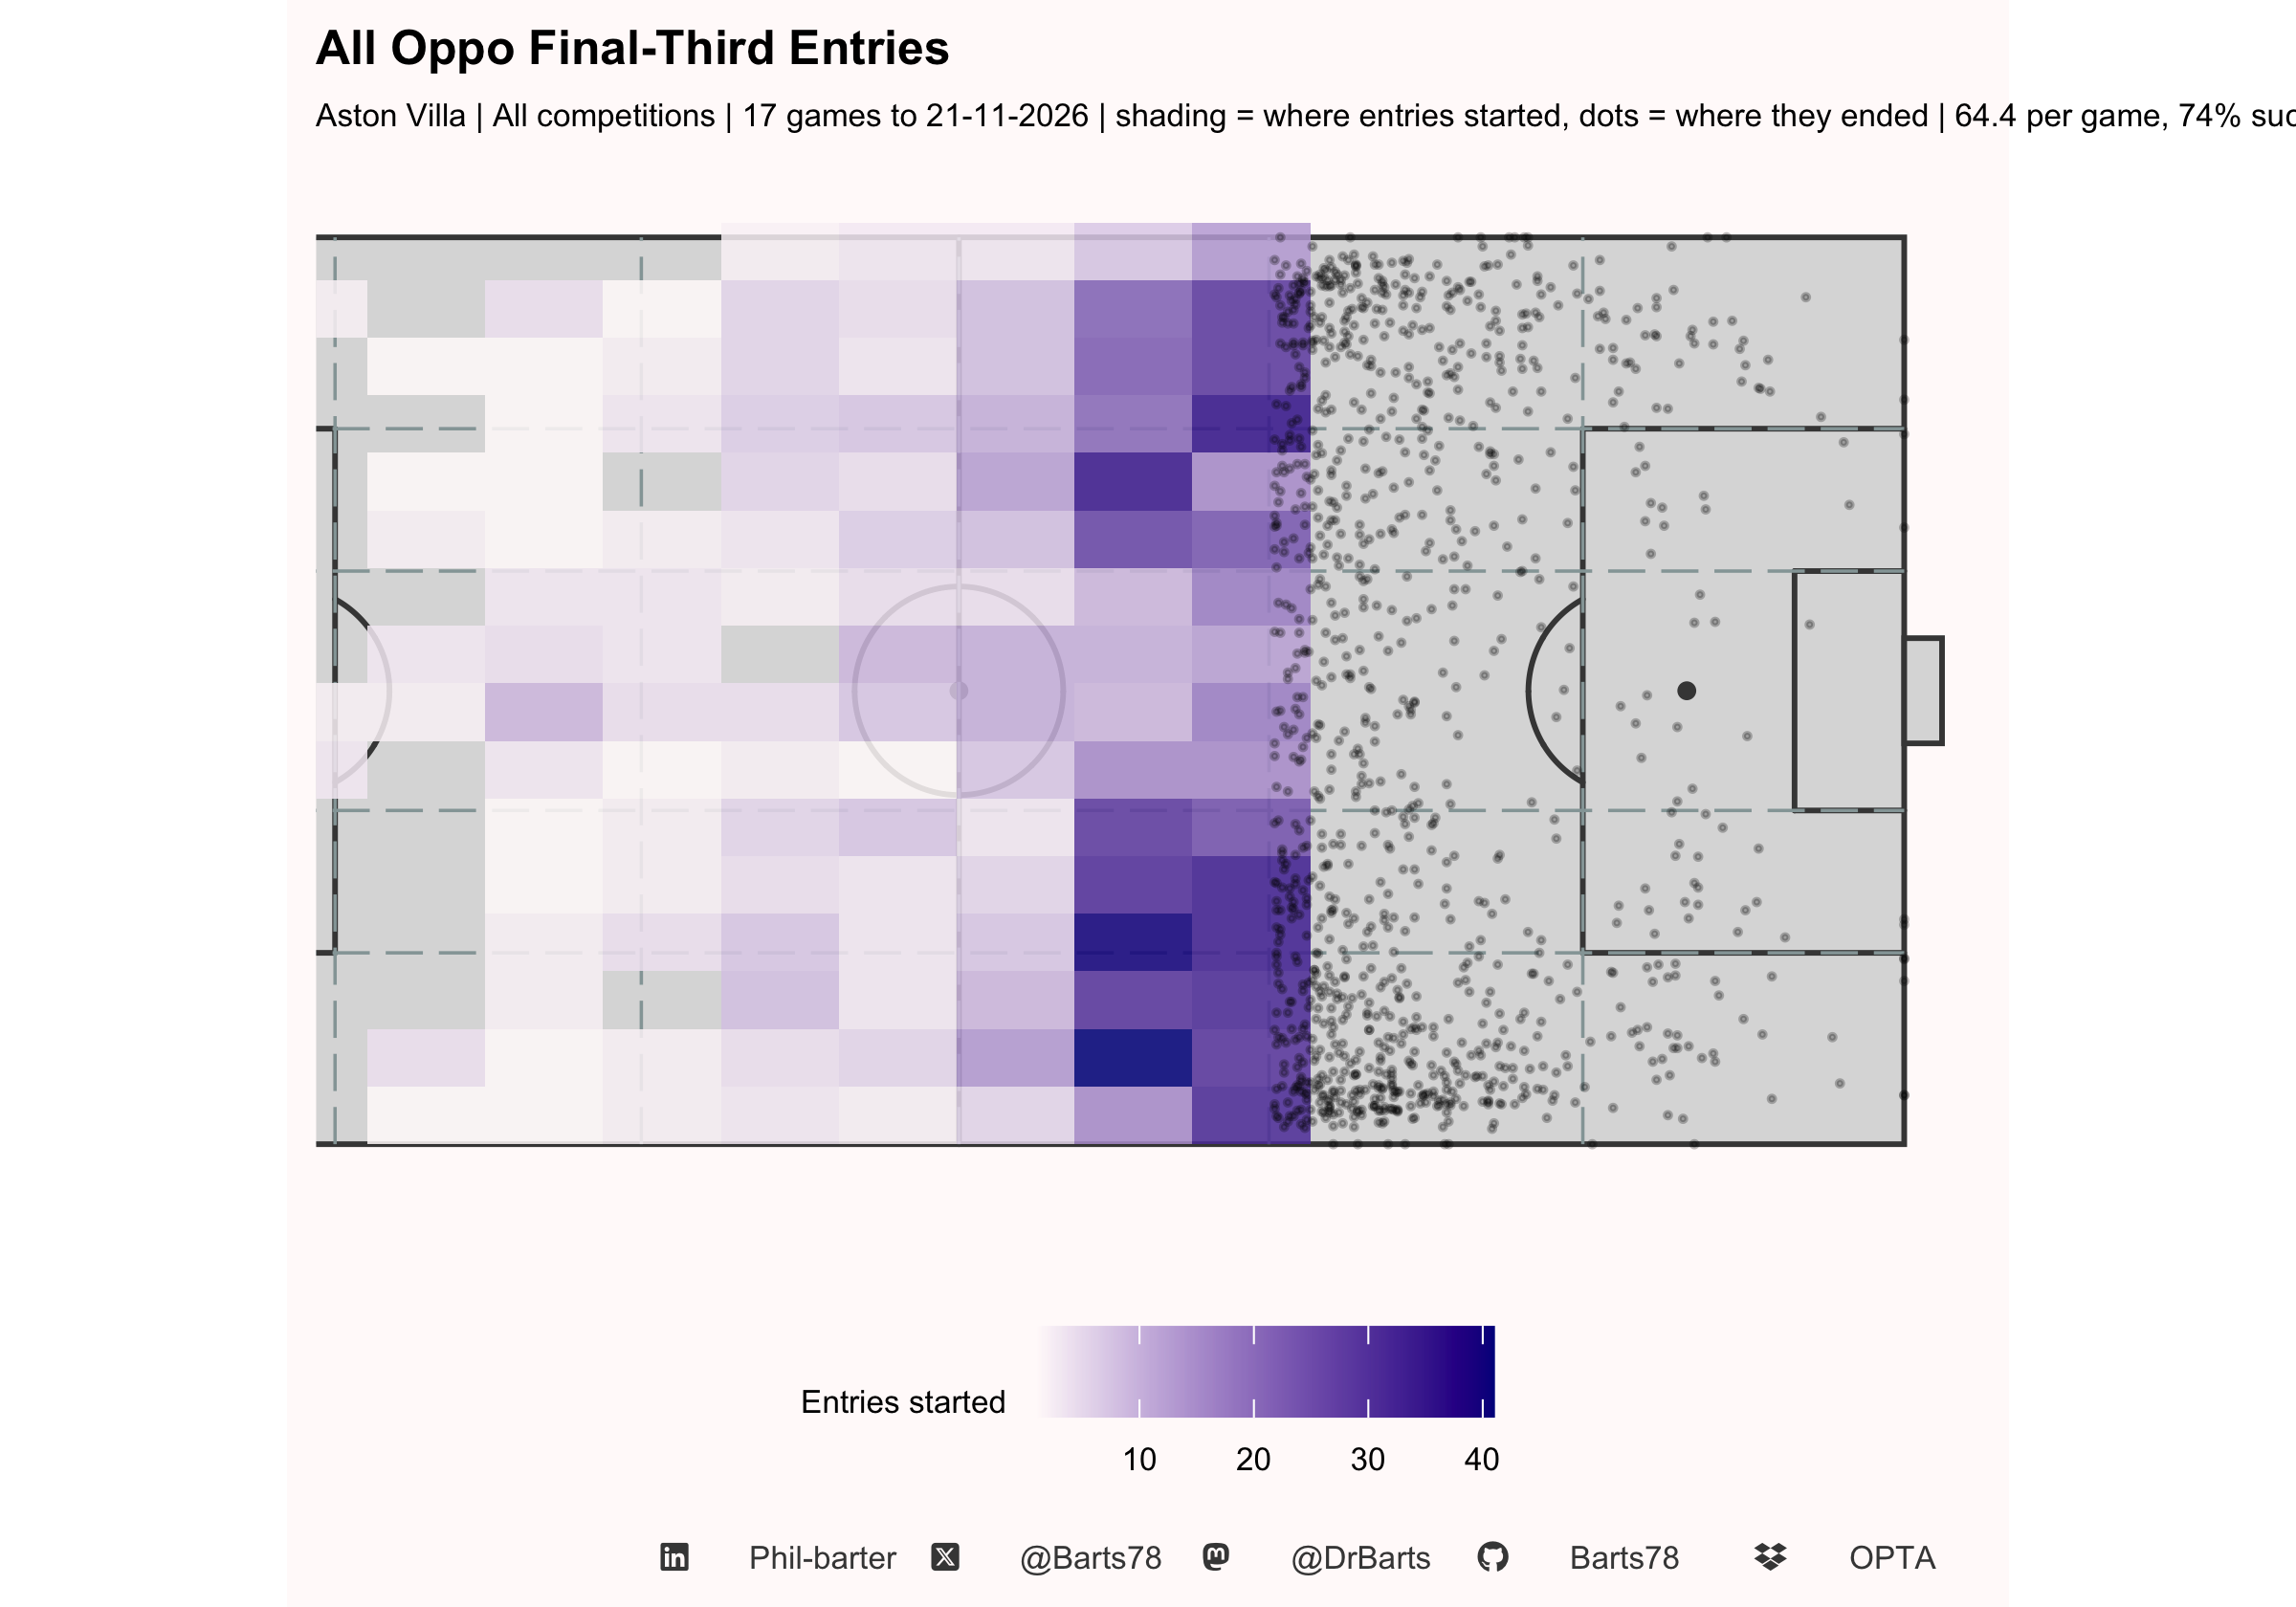 All Oppo Final-Third Entries
Aston Villa | All competitions | 17 games to 21-11-2026 | shading = where entries started, dots = where they ended | 64.4 per game, 74% suc
Entries started
10 20 30 40
Phil-barter @Barts78 @DrBarts Barts78 OPTA